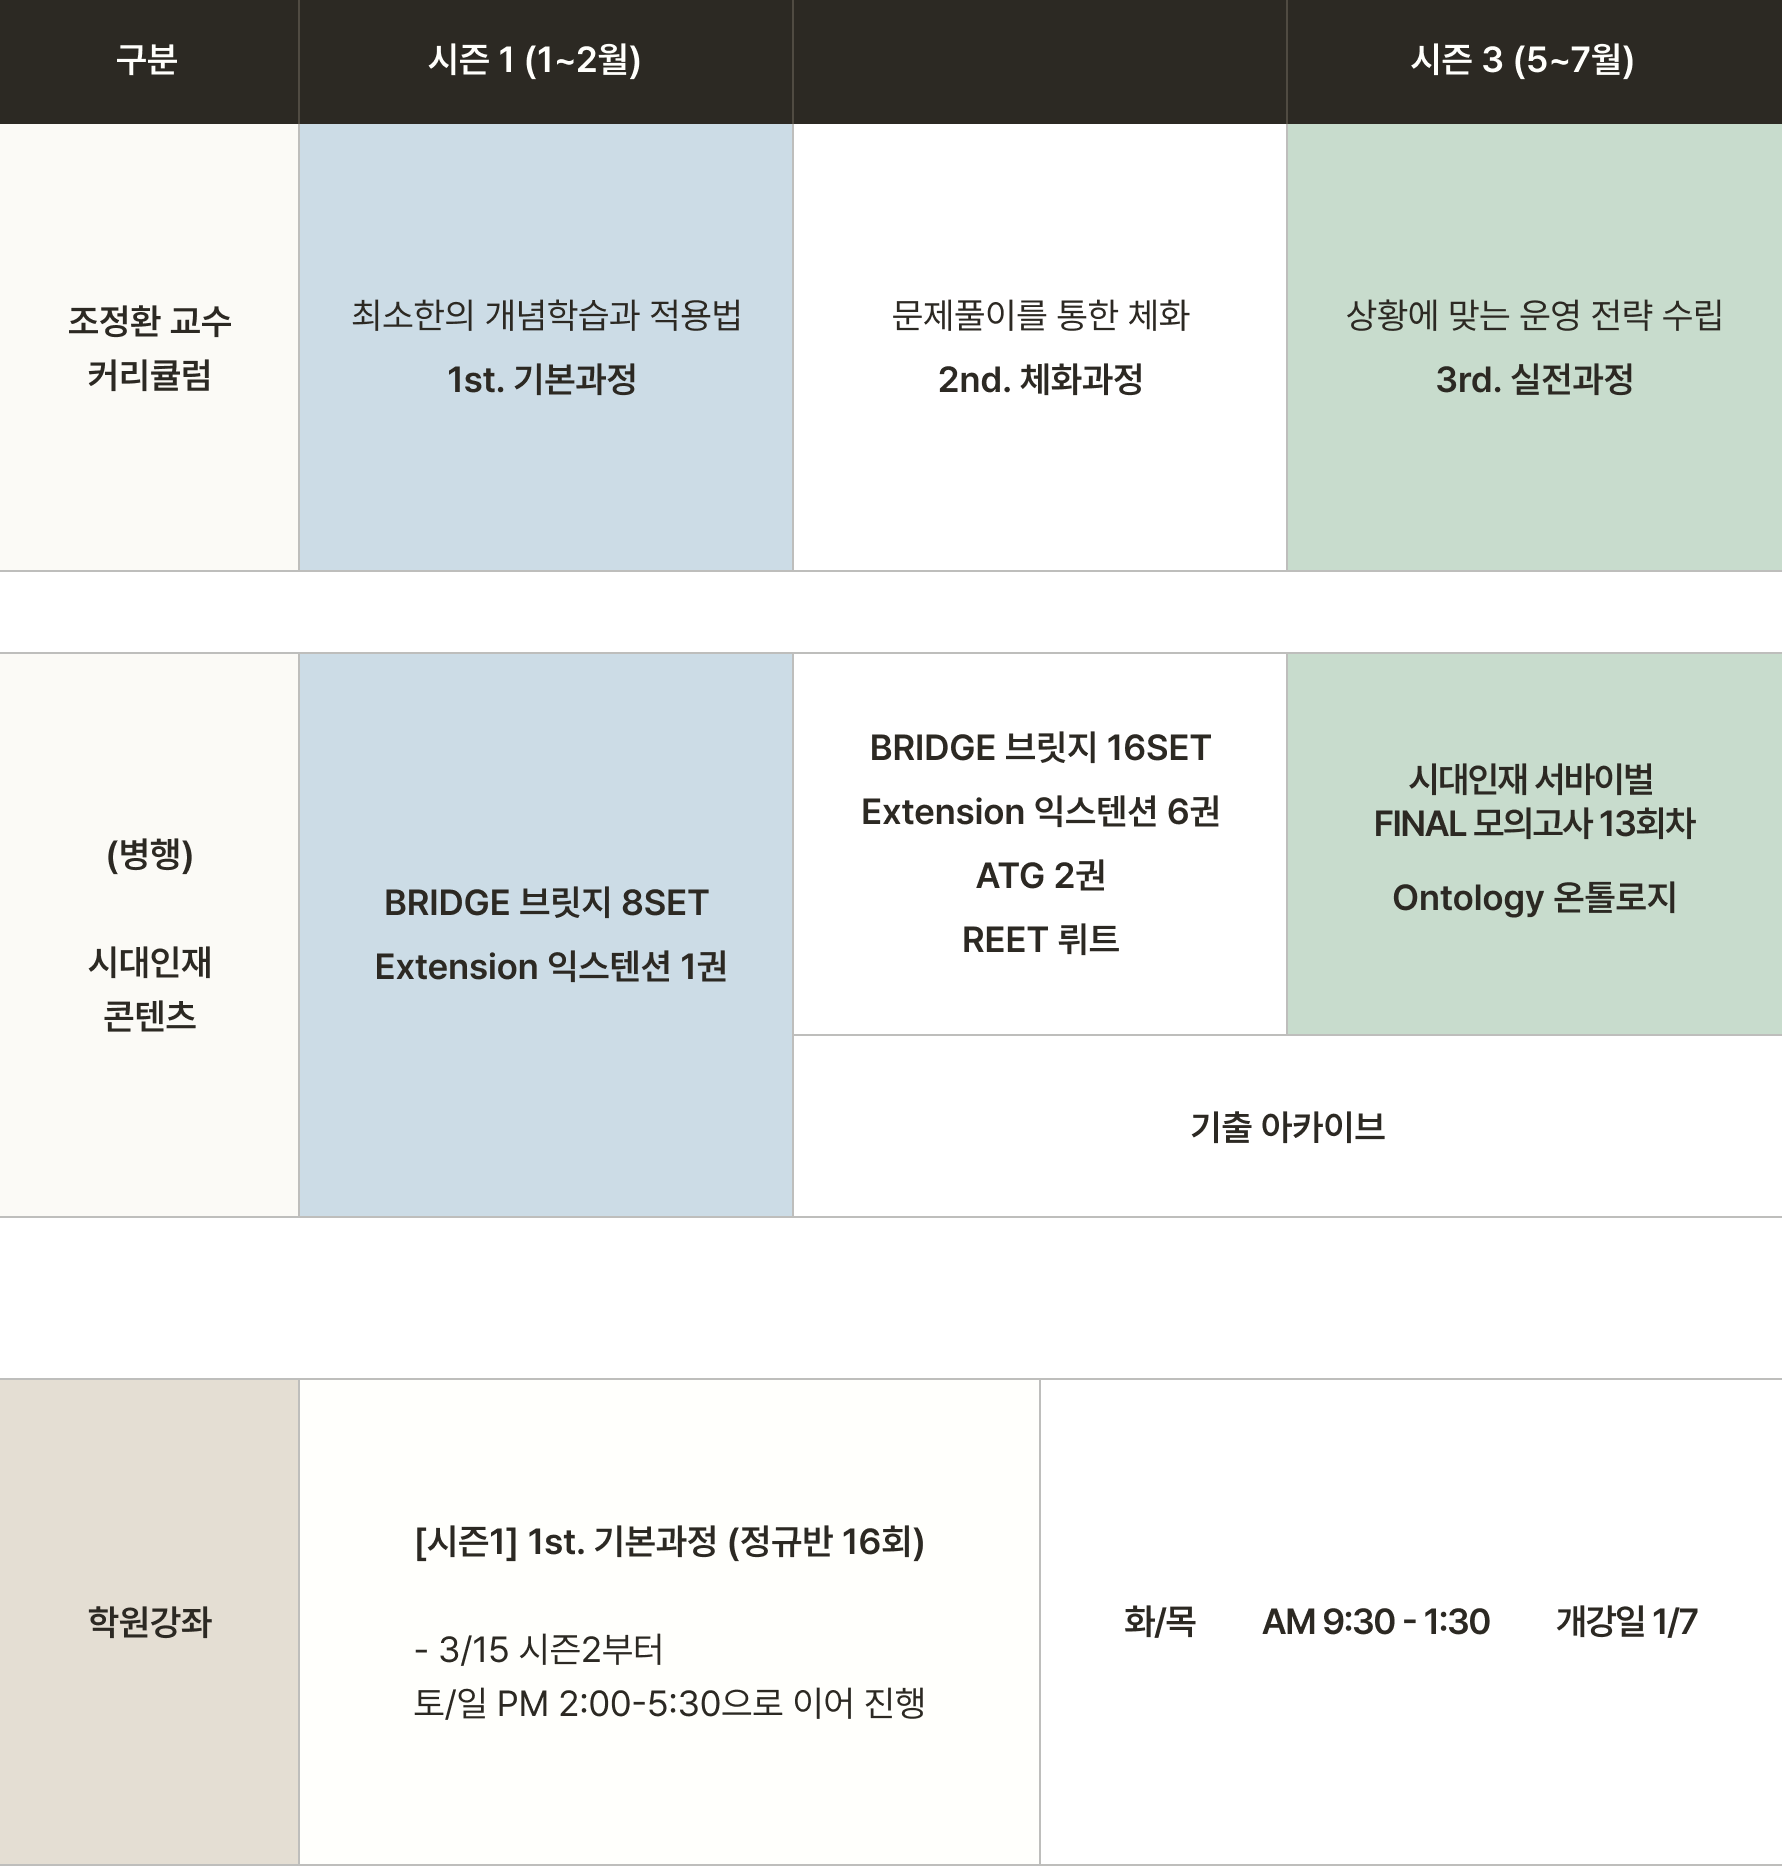 구분
시즌 1 (1~2월)
시즌 3 (5~7월)
조정환 교수
커리큘럼
최소한의 개념학습과 적용법
1st. 기본과정
문제풀이를 통한 체화
2nd. 체화과정
상황에 맞는 운영 전략 수립
3rd. 실전과정
(병행)
시대인재
콘텐츠
BRIDGE 브릿지 8SET
Extension 익스텐션 1권
BRIDGE 브릿지 16SET
Extension 익스텐션 6권
ATG 2권
REET 뤼트
시대인재 서바이벌
FINAL 모의고사 13회차
Ontology 온톨로지
기출 아카이브
학원강좌
[시즌1] 1st. 기본과정 (정규반 16회)
- 3/15 시즌2부터
토/일 PM 2:00-5:30으로 이어 진행
화/목 AM 9:30 - 1:30 개강일 1/7